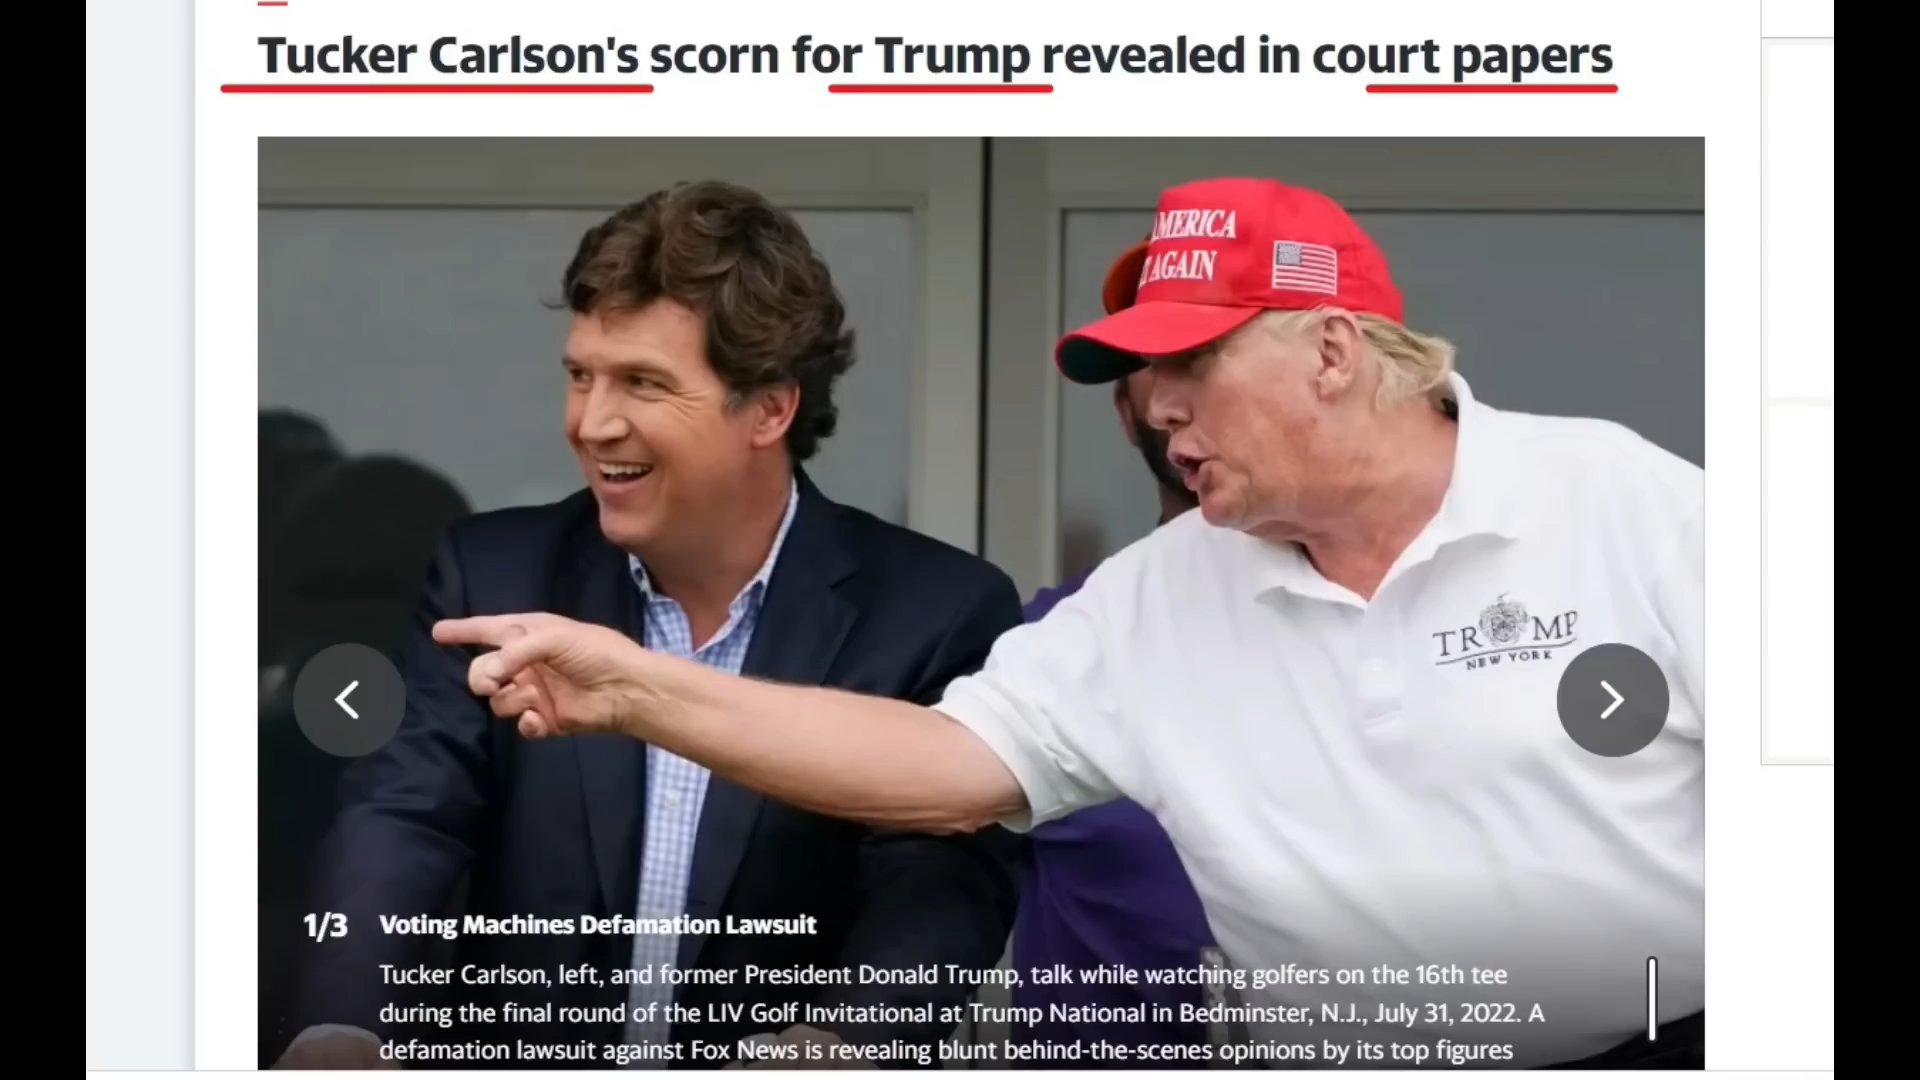 Tucker Carlson's scorn for Trump revealed in court papers
MERICA
AGAIN
TRUMP
NEW YORK
1/3 Voting Machines Defamation Lawsuit
Tucker Carlson, left, and former President Donald Trump, talk while watching golfers on the 16th tee
during the final round of the LIV Golf Invitational at Trump National in Bedminster, N.J., July 31, 2022. A
defamation lawsuit against Fox News is revealing blunt behind-the-scenes opinions by its top figures